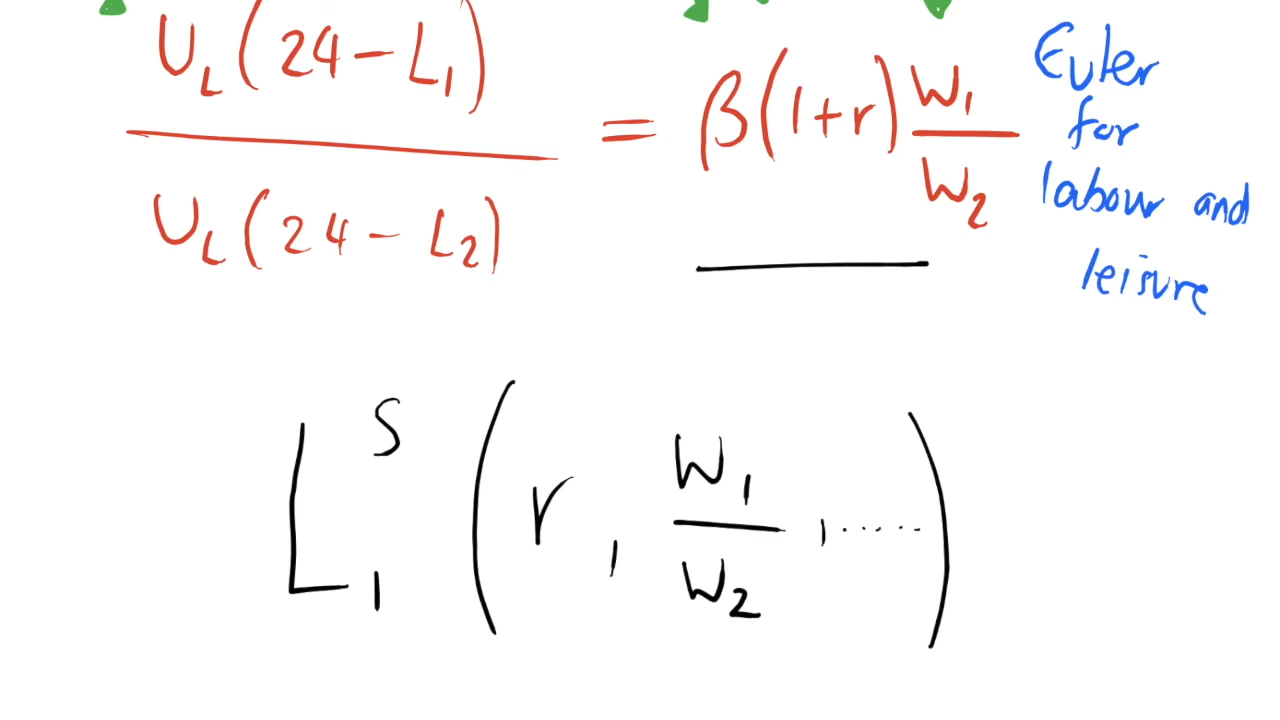 U_L(24-L_1) / U_L(24-L_2) = β(1+r) W_1/W_2
Euler
for
labour and
leisure
L_1^S (r, W_1/W_2, .....)